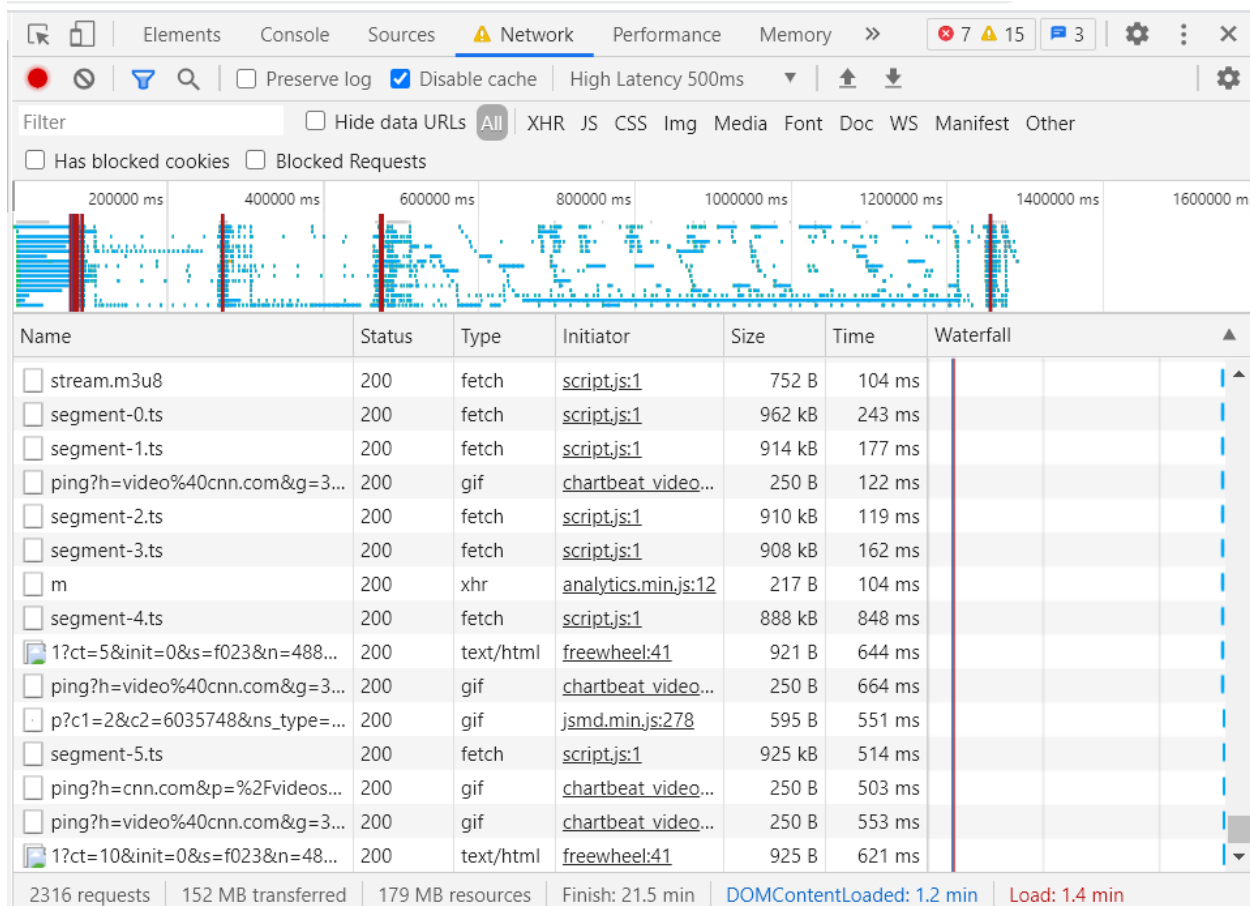 Elements Console Sources Network Performance Memory » 7 15 3
Preserve log Disable cache High Latency 500ms
Filter Hide data URLs All XHR JS CSS Img Media Font Doc WS Manifest Other
Has blocked cookies Blocked Requests
200000 ms 400000 ms 600000 ms 800000 ms 1000000 ms 1200000 ms 1400000 ms 1600000 m
Name Status Type Initiator Size Time Waterfall
stream.m3u8 200 fetch script.js:1 752 B 104 ms
segment-0.ts 200 fetch script.js:1 962 kB 243 ms
segment-1.ts 200 fetch script.js:1 914 kB 177 ms
ping?h=video%40cnn.com&g=3... 200 gif chartbeat_video... 250 B 122 ms
segment-2.ts 200 fetch script.js:1 910 kB 119 ms
segment-3.ts 200 fetch script.js:1 908 kB 162 ms
m 200 xhr analytics.min.js:12 217 B 104 ms
segment-4.ts 200 fetch script.js:1 888 kB 848 ms
1?ct=5&init=0&s=f023&n=488... 200 text/html freewheel:41 921 B 644 ms
ping?h=video%40cnn.com&g=3... 200 gif chartbeat_video... 250 B 664 ms
p?c1=2&c2=6035748&ns_type=... 200 gif jsmd.min.js:278 595 B 551 ms
segment-5.ts 200 fetch script.js:1 925 kB 514 ms
ping?h=cnn.com&p=%2Fvideos... 200 gif chartbeat_video... 250 B 503 ms
ping?h=video%40cnn.com&g=3... 200 gif chartbeat_video... 250 B 553 ms
1?ct=10&init=0&s=f023&n=48... 200 text/html freewheel:41 925 B 621 ms
2316 requests 152 MB transferred 179 MB resources Finish: 21.5 min DOMContentLoaded: 1.2 min Load: 1.4 min